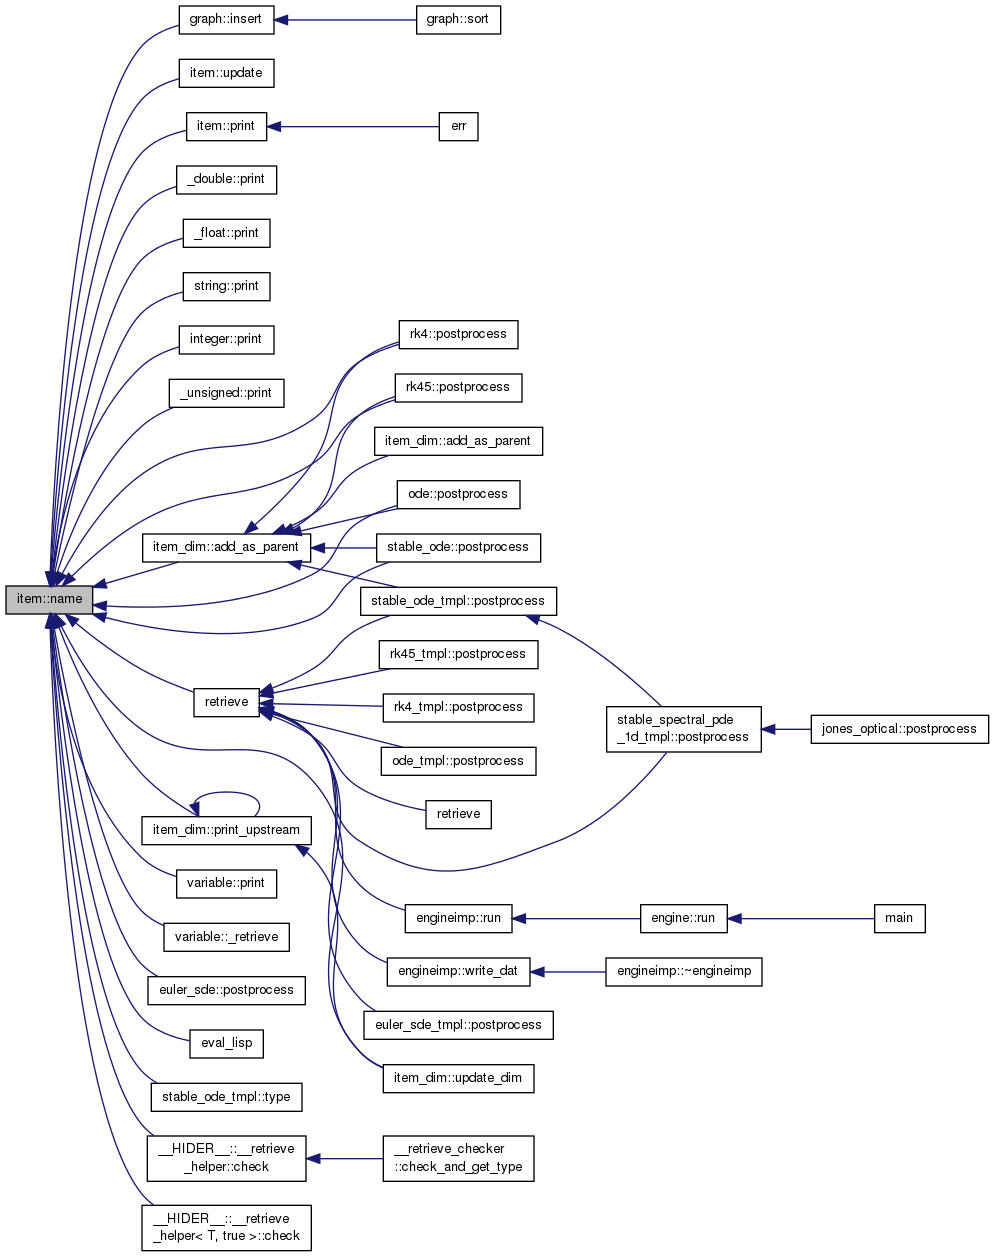 graph::insert
graph::sort
item::update
item::print
err
_double::print
_float::print
string::print
integer::print
rk4::postprocess
rk45::postprocess
_unsigned::print
item_dim::add_as_parent
ode::postprocess
item_dim::add_as_parent
stable_ode::postprocess
item::name
stable_ode_tmpl::postprocess
rk45_tmpl::postprocess
retrieve
rk4_tmpl::postprocess
stable_spectral_pde
_1d_tmpl::postprocess
jones_optical::postprocess
ode_tmpl::postprocess
retrieve
item_dim::print_upstream
variable::print
engineimp::run
engine::run
main
variable::_retrieve
engineimp::write_dat
engineimp::~engineimp
euler_sde::postprocess
euler_sde_tmpl::postprocess
eval_lisp
item_dim::update_dim
stable_ode_tmpl::type
__HIDER__::__retrieve
_helper::check
__retrieve_checker
::check_and_get_type
__HIDER__::__retrieve
_helper< T, true >::check